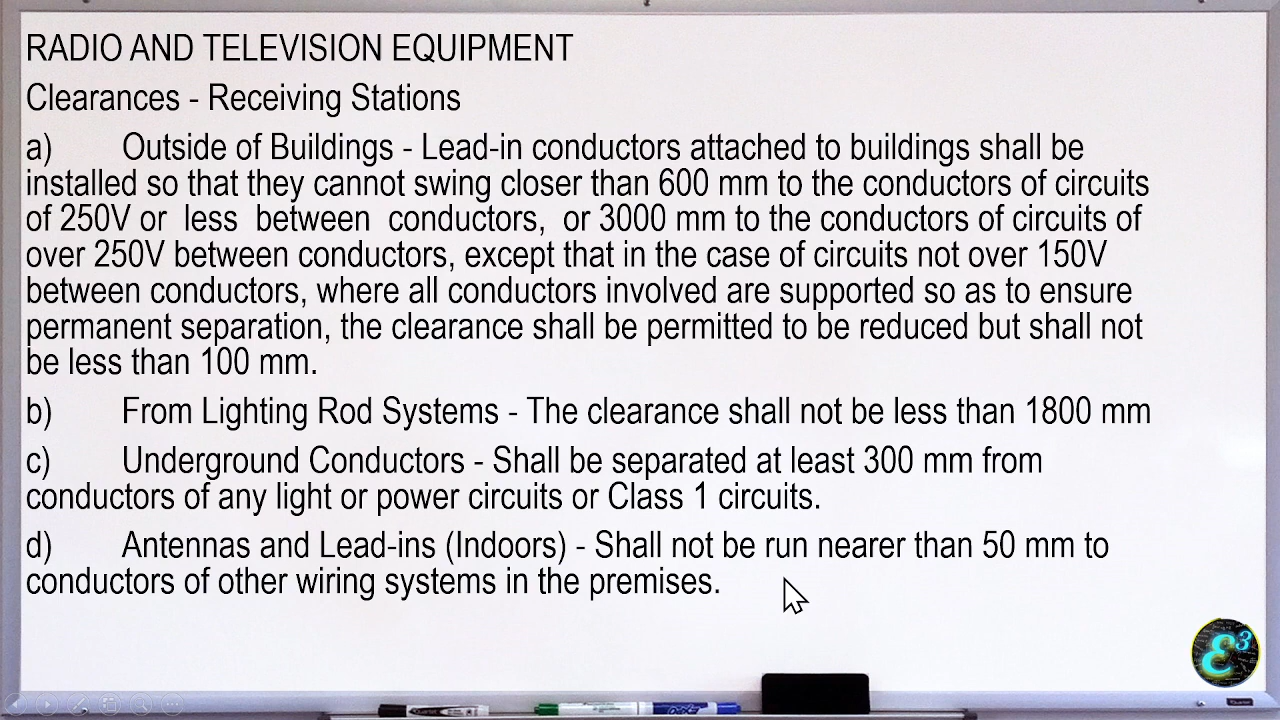 RADIO AND TELEVISION EQUIPMENT
Clearances - Receiving Stations
a) Outside of Buildings - Lead-in conductors attached to buildings shall be
installed so that they cannot swing closer than 600 mm to the conductors of circuits
of 250V or less between conductors, or 3000 mm to the conductors of circuits of
over 250V between conductors, except that in the case of circuits not over 150V
between conductors, where all conductors involved are supported so as to ensure
permanent separation, the clearance shall be permitted to be reduced but shall not
be less than 100 mm.
b) From Lighting Rod Systems - The clearance shall not be less than 1800 mm
c) Underground Conductors - Shall be separated at least 300 mm from
conductors of any light or power circuits or Class 1 circuits.
d) Antennas and Lead-ins (Indoors) - Shall not be run nearer than 50 mm to
conductors of other wiring systems in the premises.
ε3